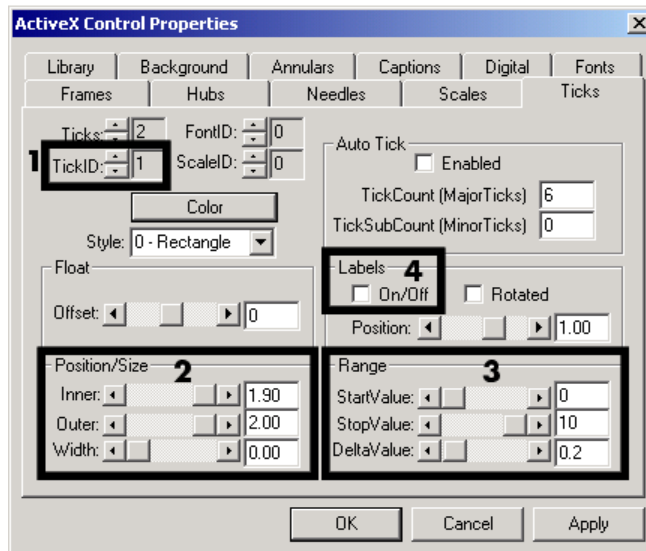 ActiveX Control Properties
Library Background Annulars Captions Digital Fonts
Frames Hubs Needles Scales Ticks
Ticks: 2 FontID: 0
1 TickID: 1 ScaleID: 0
Color
Style: 0 - Rectangle
Auto Tick
Enabled
TickCount (MajorTicks) 6
TickSubCount (MinorTicks) 0
Float
Offset: 0
Labels 4
On/Off Rotated
Position: 1.00
Position/Size 2
Inner: 1.90
Outer: 2.00
Width: 0.00
Range 3
StartValue: 0
StopValue: 10
DeltaValue: 0.2
OK Cancel Apply